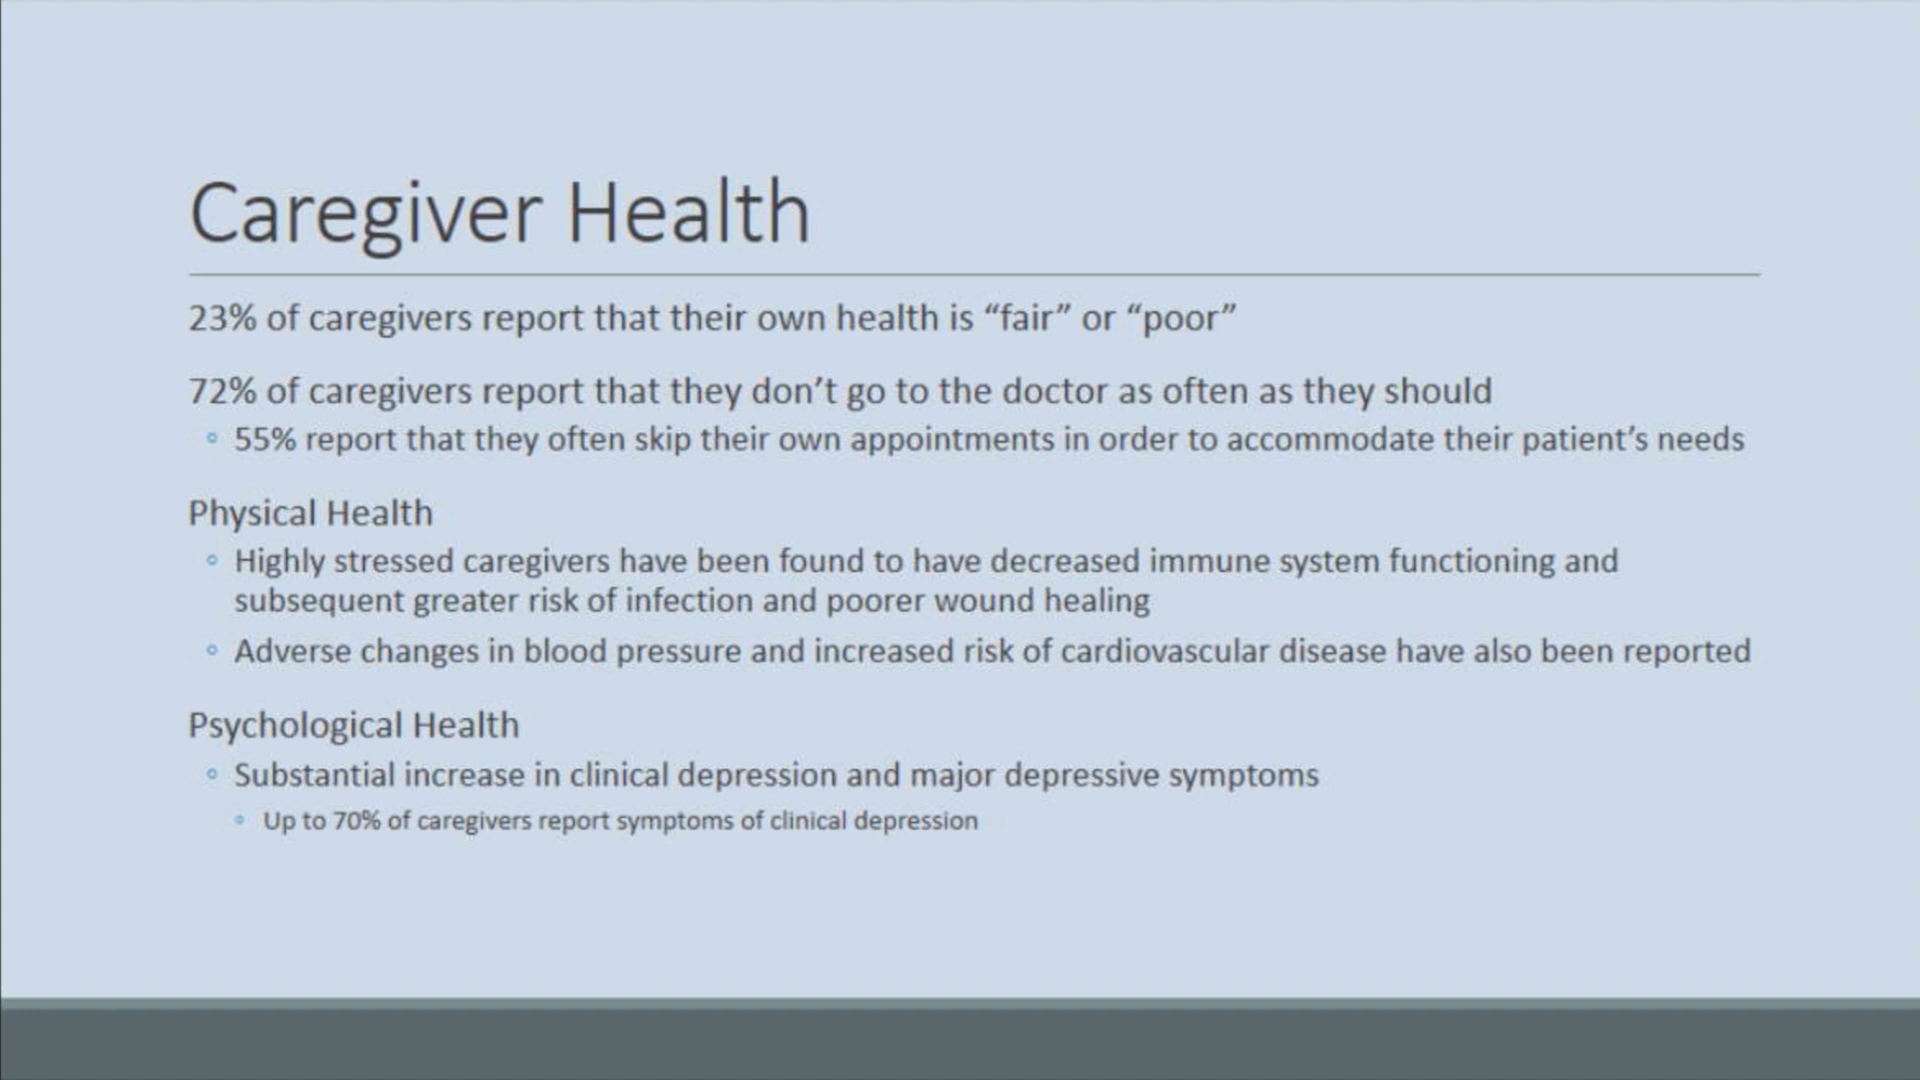 Caregiver Health
23% of caregivers report that their own health is “fair” or “poor”
72% of caregivers report that they don’t go to the doctor as often as they should
55% report that they often skip their own appointments in order to accommodate their patient’s needs
Physical Health
Highly stressed caregivers have been found to have decreased immune system functioning and
subsequent greater risk of infection and poorer wound healing
Adverse changes in blood pressure and increased risk of cardiovascular disease have also been reported
Psychological Health
Substantial increase in clinical depression and major depressive symptoms
Up to 70% of caregivers report symptoms of clinical depression